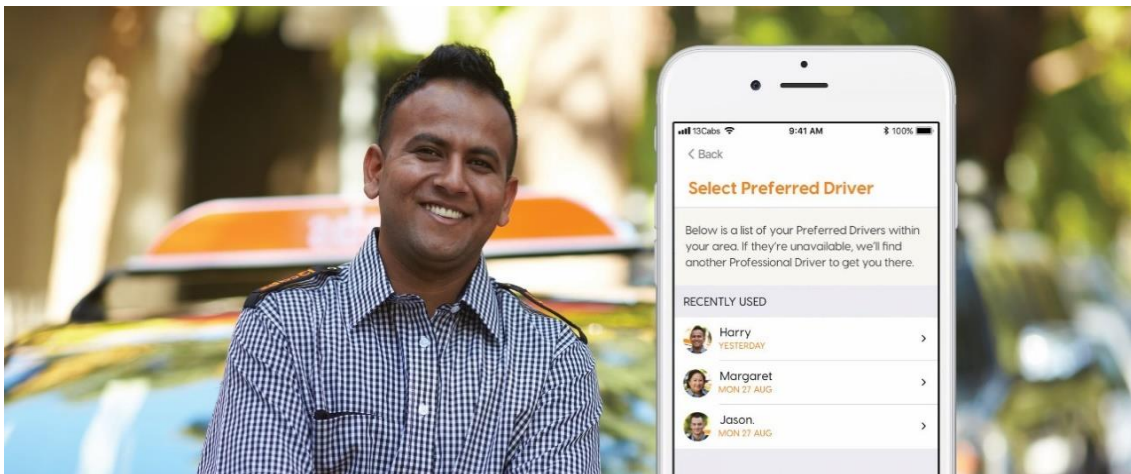 13Cabs
9:41 AM
100%
Back
Select Preferred Driver
Below is a list of your Preferred Drivers within
your area. If they're unavailable, we'll find
another Professional Driver to get you there.
RECENTLY USED
Harry
YESTERDAY
Margaret
MON 27 AUG
Jason.
MON 27 AUG